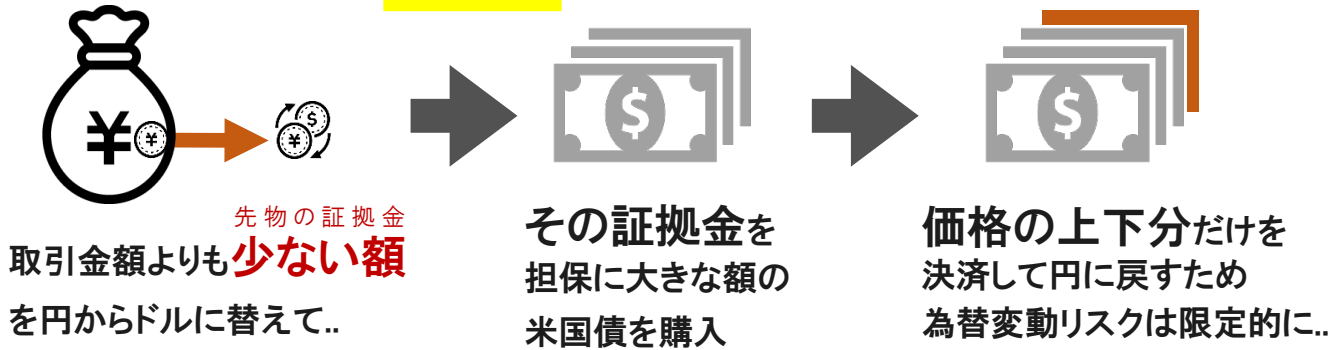 先物の証拠金
取引金額よりも少ない額
を円からドルに替えて..
その証拠金を
担保に大きな額の
米国債を購入
価格の上下分だけを
決済して円に戻すため
為替変動リスクは限定的に..